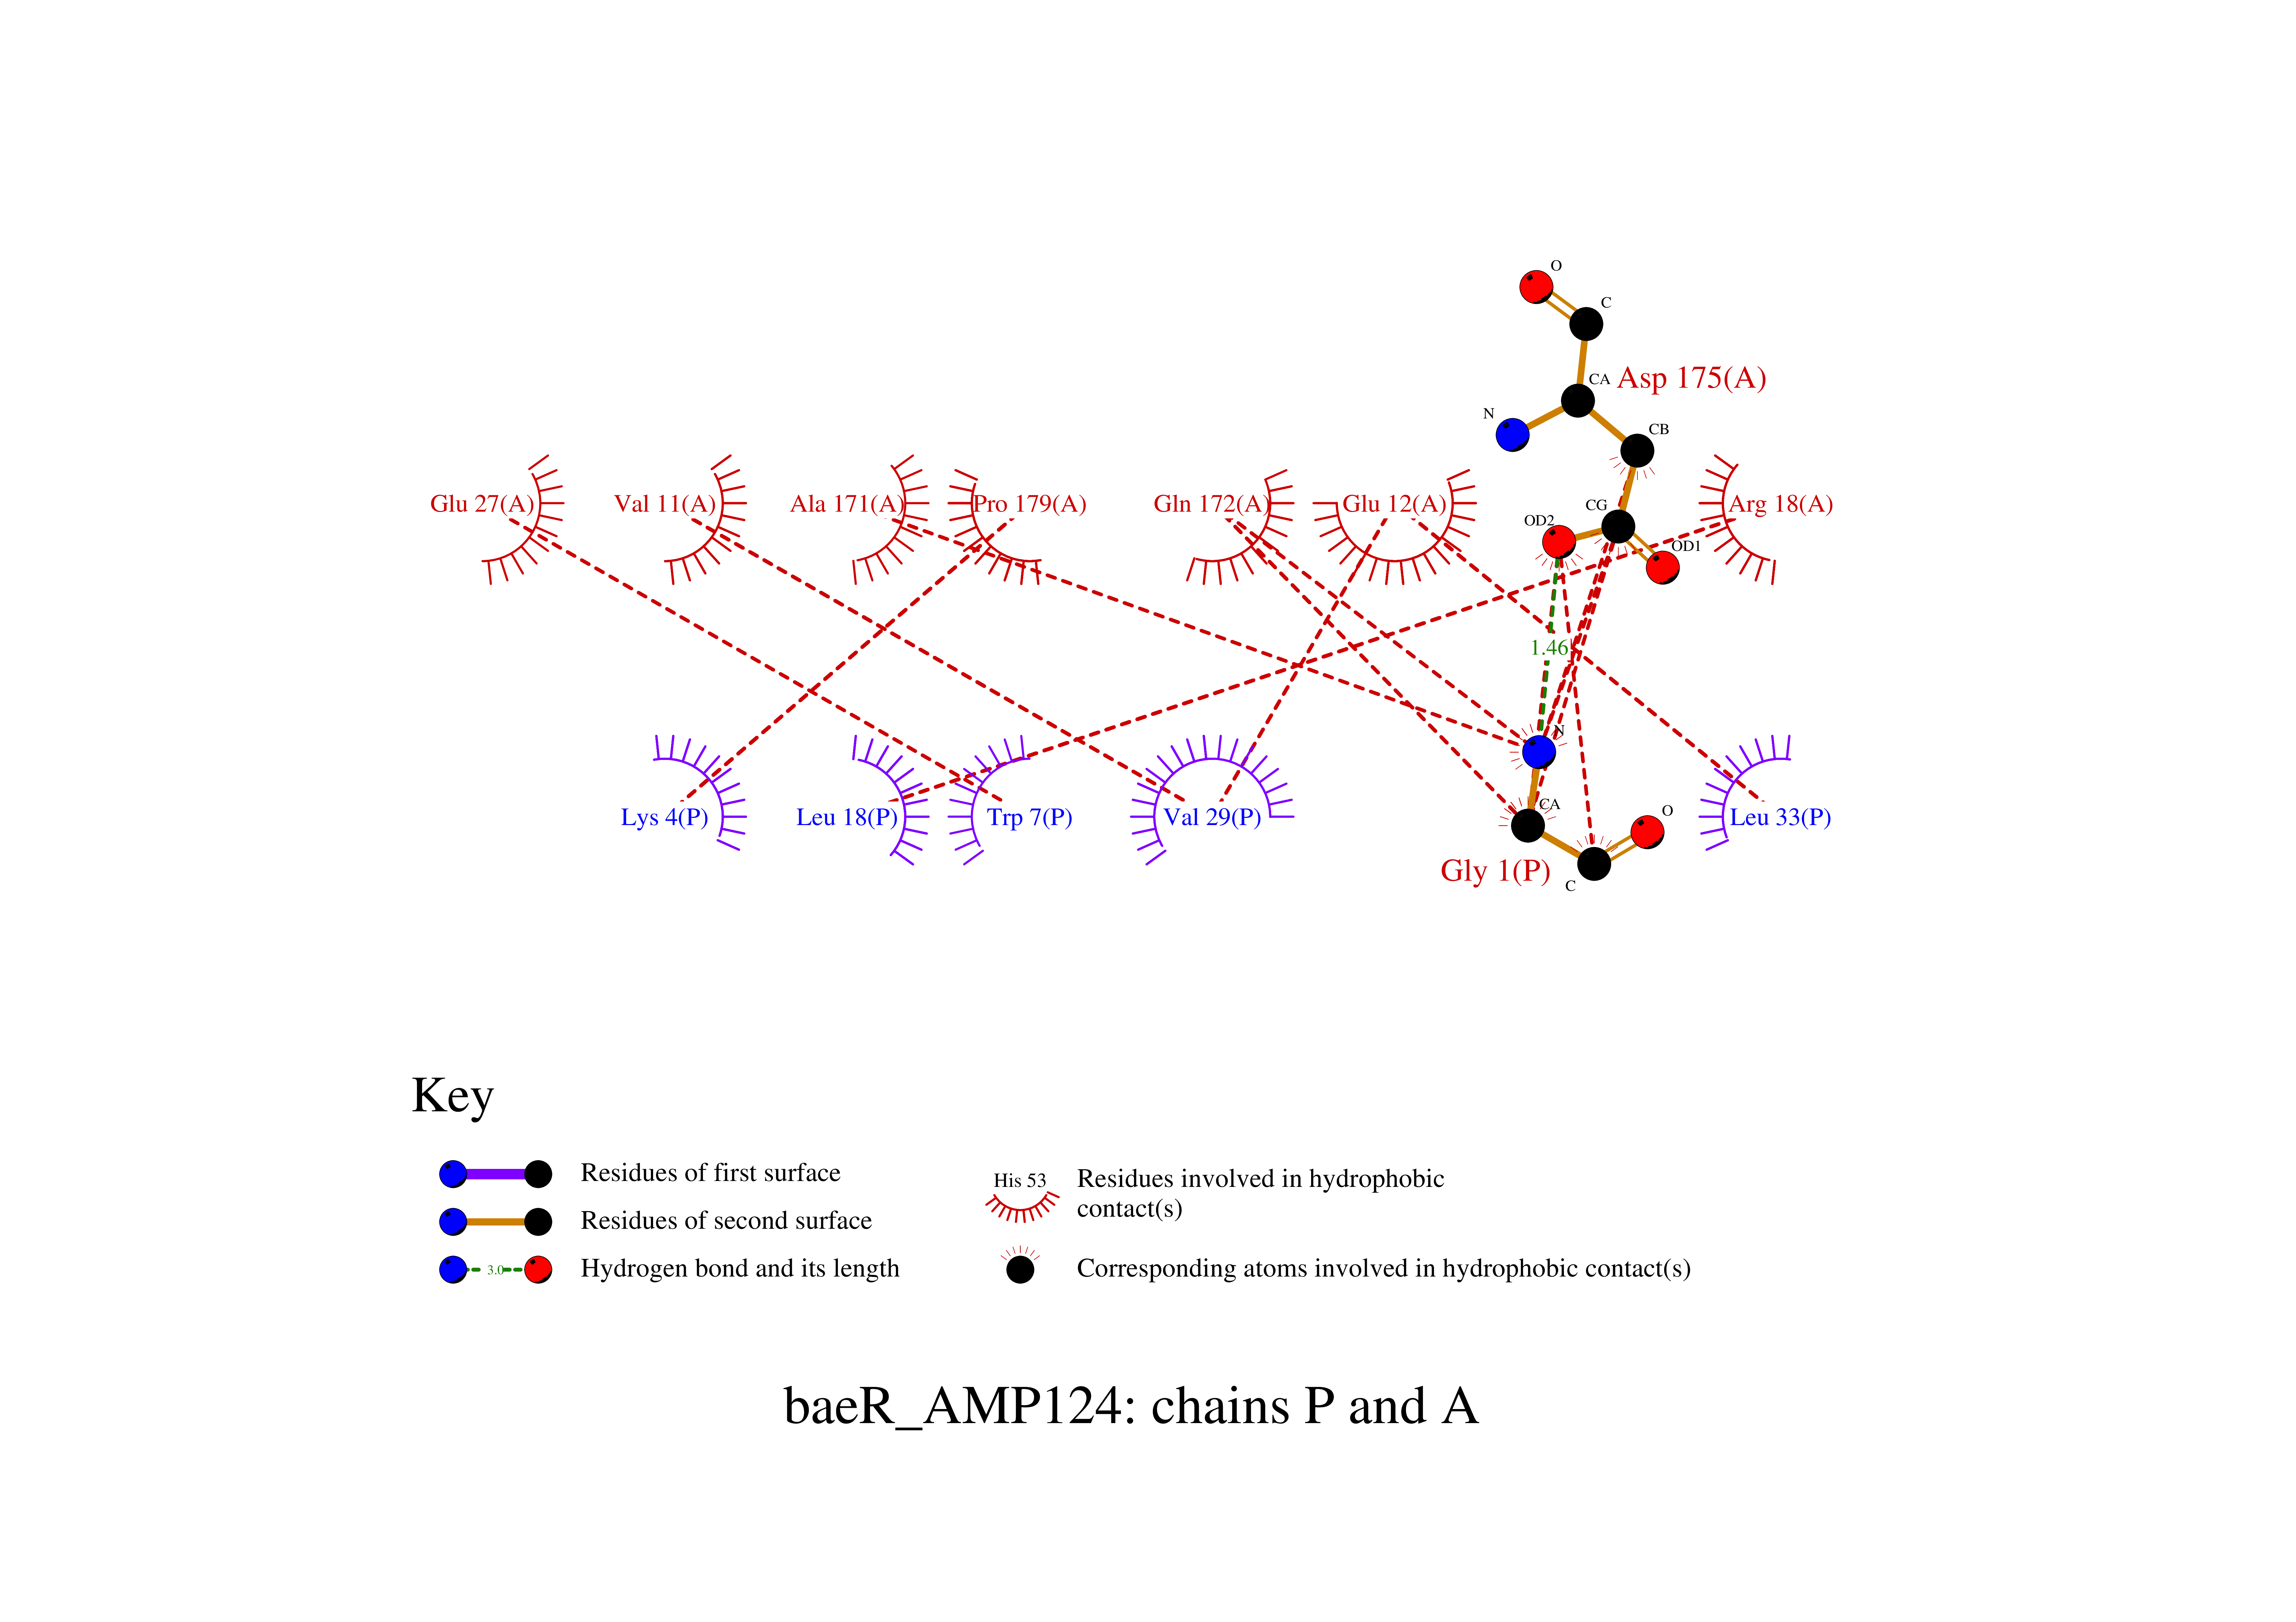 O
C
CA Asp 175(A)
N
CB
Glu 27(A) Val 11(A) Ala 171(A) Pro 179(A) Gln 172(A) Glu 12(A) CG Arg 18(A)
OD2
OD1
1.46
N
CA O
Lys 4(P) Leu 18(P) Trp 7(P) Val 29(P) Leu 33(P)
Gly 1(P)
C
Key
Residues of first surface
Residues of second surface
3.0 Hydrogen bond and its length
His 53 Residues involved in hydrophobic
contact(s)
Corresponding atoms involved in hydrophobic contact(s)
baeR_AMP124: chains P and A